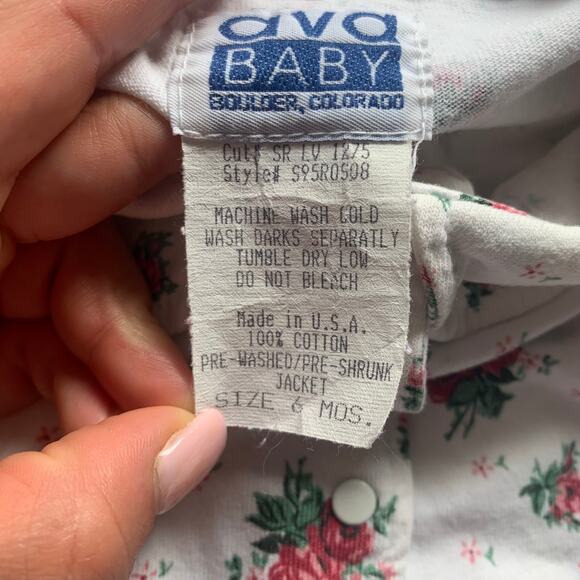 ava
BABY
BOULDER, COLORADO
Cut# SR LV 1275
Style# S95R0508
MACHINE WASH COLD
WASH DARKS SEPARATLY
TUMBLE DRY LOW
DO NOT BLEACH
Made in U.S.A.
100% COTTON
PRE-WASHED/PRE-SHRUNK
JACKET
SIZE 6 MOS.